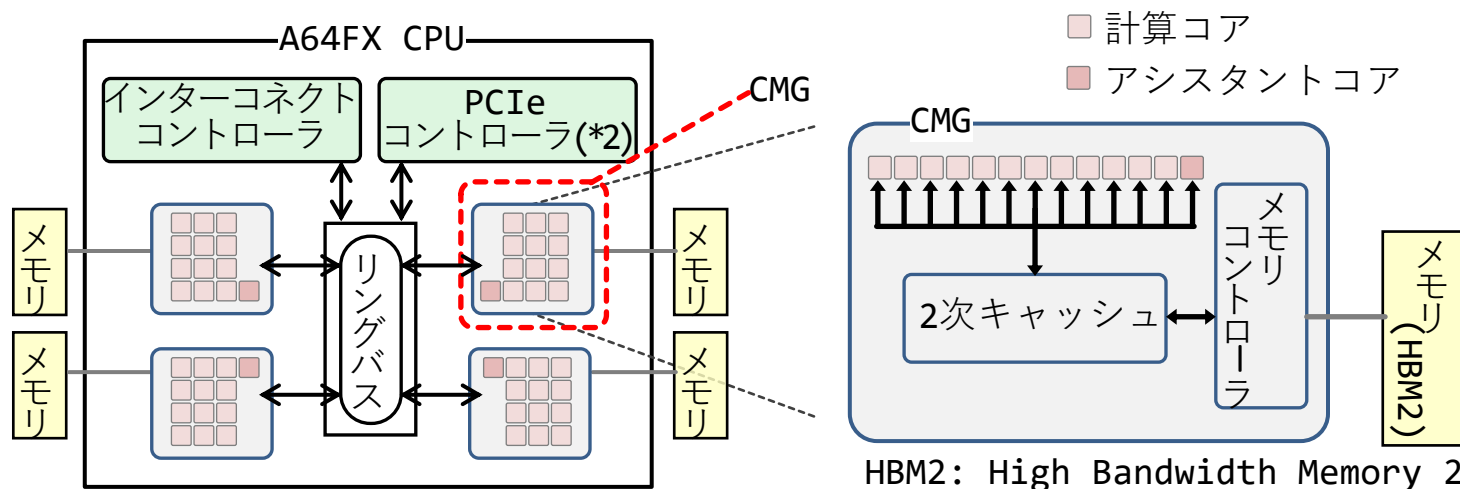 A64FX CPU
インターコネクト
コントローラ
PCIe
コントローラ(*2)
CMG
メモリ
メモリ
リングバス
メモリ
メモリ
計算コア
アシスタントコア
CMG
2次キャッシュ
メモリ
コントローラ
メモリ
(HBM2)
HBM2: High Bandwidth Memory 2